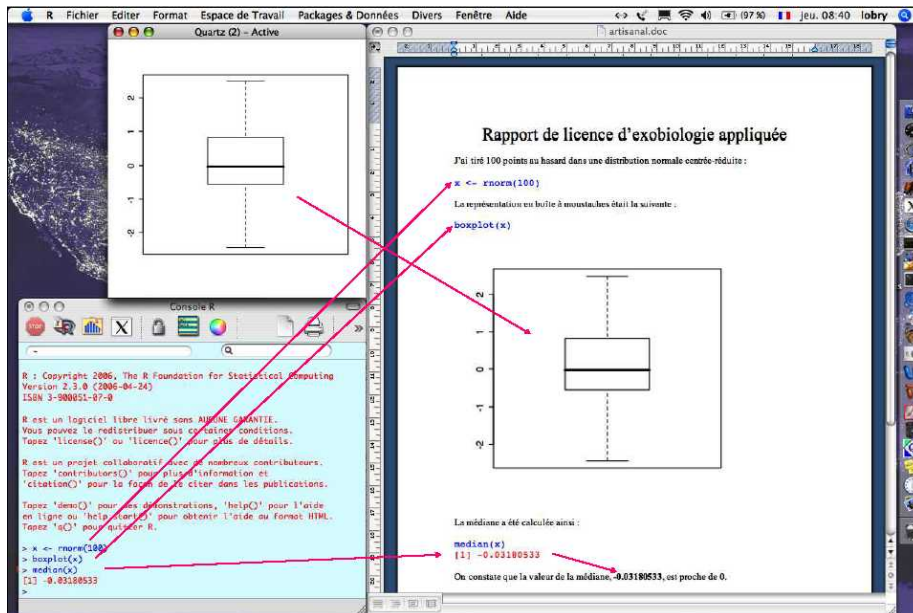 R Fichier Editer Format Espace de Travail Packages & Données Divers Fenêtre Aide (97 %) jeu. 08:40 lobry
Quartz (2) – Active
2
1
0
-1
-2
Console R
STOP
R : Copyright 2006, The R Foundation for Statistical Computing
Version 2.3.0 (2006-04-24)
ISBN 3-900051-07-0
R est un logiciel libre livré sans AUCUNE GARANTIE.
Vous pouvez le redistribuer sous certaines conditions.
Tapez 'license()' ou 'licence()' pour plus de détails.
R est un projet collaboratif avec de nombreux contributeurs.
Tapez 'contributors()' pour plus d'information et
'citation()' pour la façon de le citer dans les publications.
Tapez 'demo()' pour des démonstrations, 'help()' pour l'aide
en ligne ou 'help.start()' pour obtenir l'aide au format HTML.
Tapez 'q()' pour quitter R.
> x <- rnorm(100)
> boxplot(x)
> median(x)
[1] -0.03180533
>
artisanal.doc
Rapport de licence d'exobiologie appliquée
J'ai tiré 100 points au hasard dans une distribution normale centrée-réduite :
x <- rnorm(100)
La représentation en boîte à moustaches était la suivante :
boxplot(x)
2
1
0
-1
-2
La médiane a été calculée ainsi :
median(x)
[1] -0.03180533
On constate que la valeur de la médiane, -0.03180533, est proche de 0.